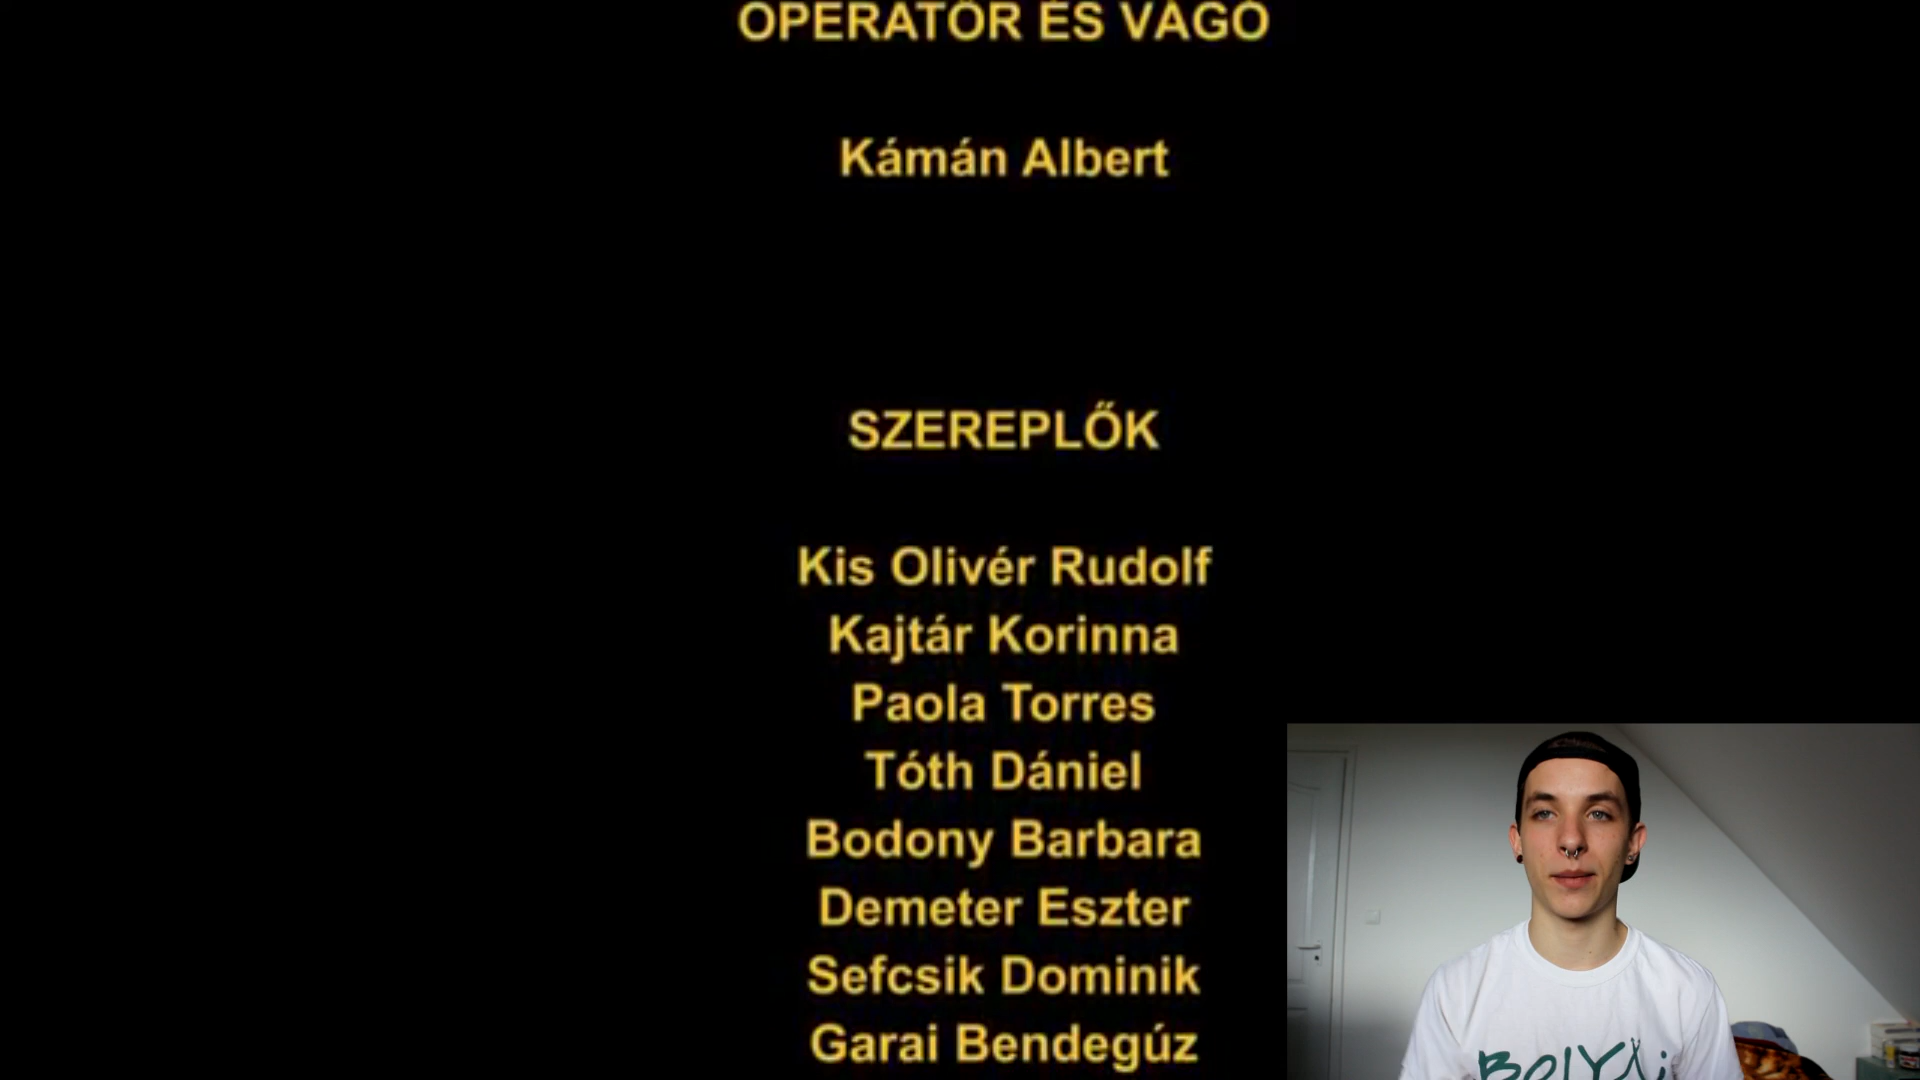 OPERATŐR ÉS VÁGÓ
Kámán Albert
SZEREPLŐK
Kis Olivér Rudolf
Kajtár Korinna
Paola Torres
Tóth Dániel
Bodony Barbara
Demeter Eszter
Sefcsik Dominik
Garai Bendegúz
BOLYAi